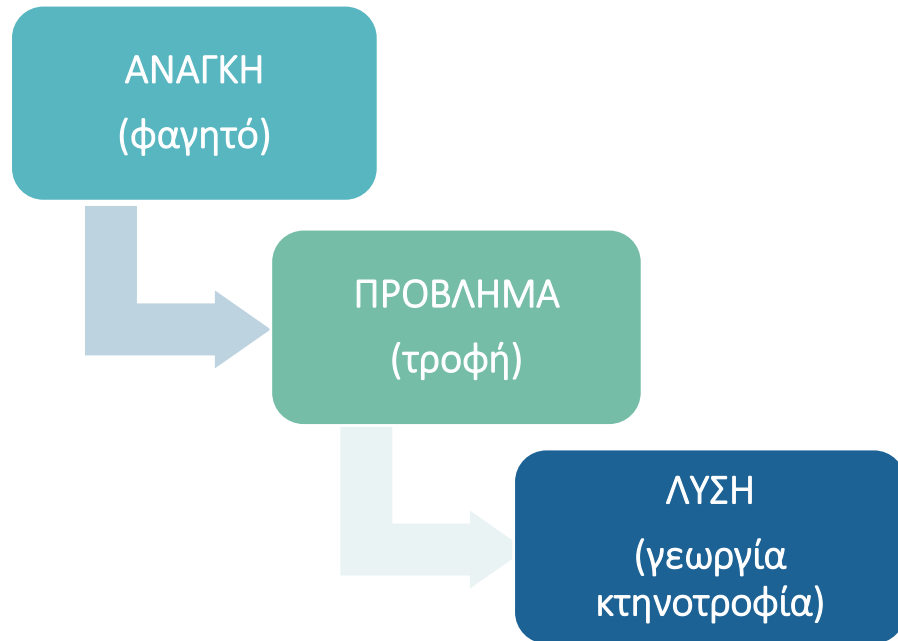 ΑΝΑΓΚΗ
(φαγητό)
ΠΡΟΒΛΗΜΑ
(τροφή)
ΛΥΣΗ
(γεωργία
κτηνοτροφία)